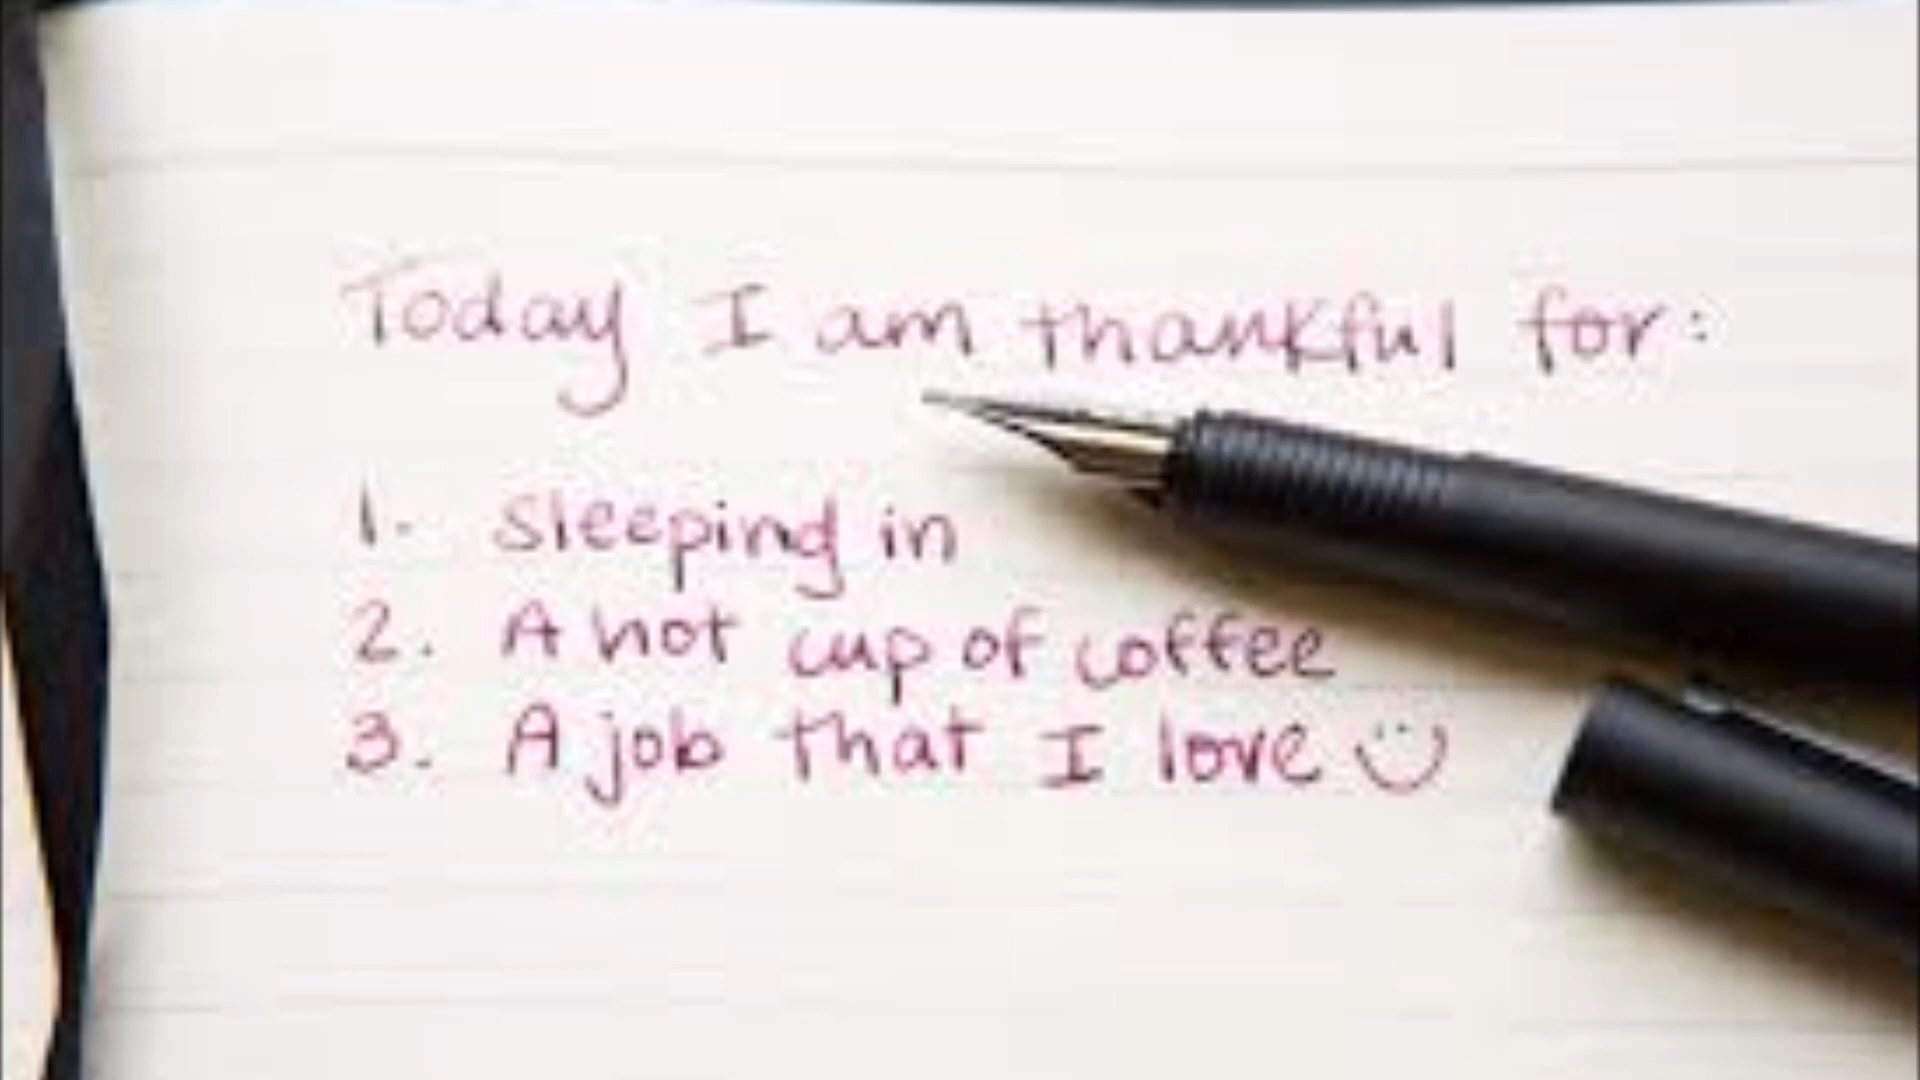 Today I am thankful for:
1. Sleeping in
2. A hot cup of coffee
3. A job that I love ☺